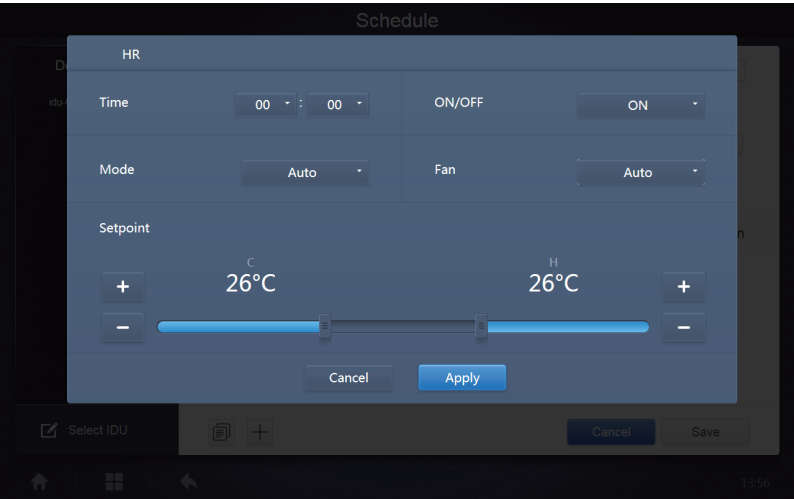 Schedule
HR
Time 00 : 00 ON/OFF ON
Mode Auto Fan Auto
Setpoint
C H
26°C 26°C
+ +
− −
Cancel Apply
idu-
Select IDU
Cancel Save
13:56